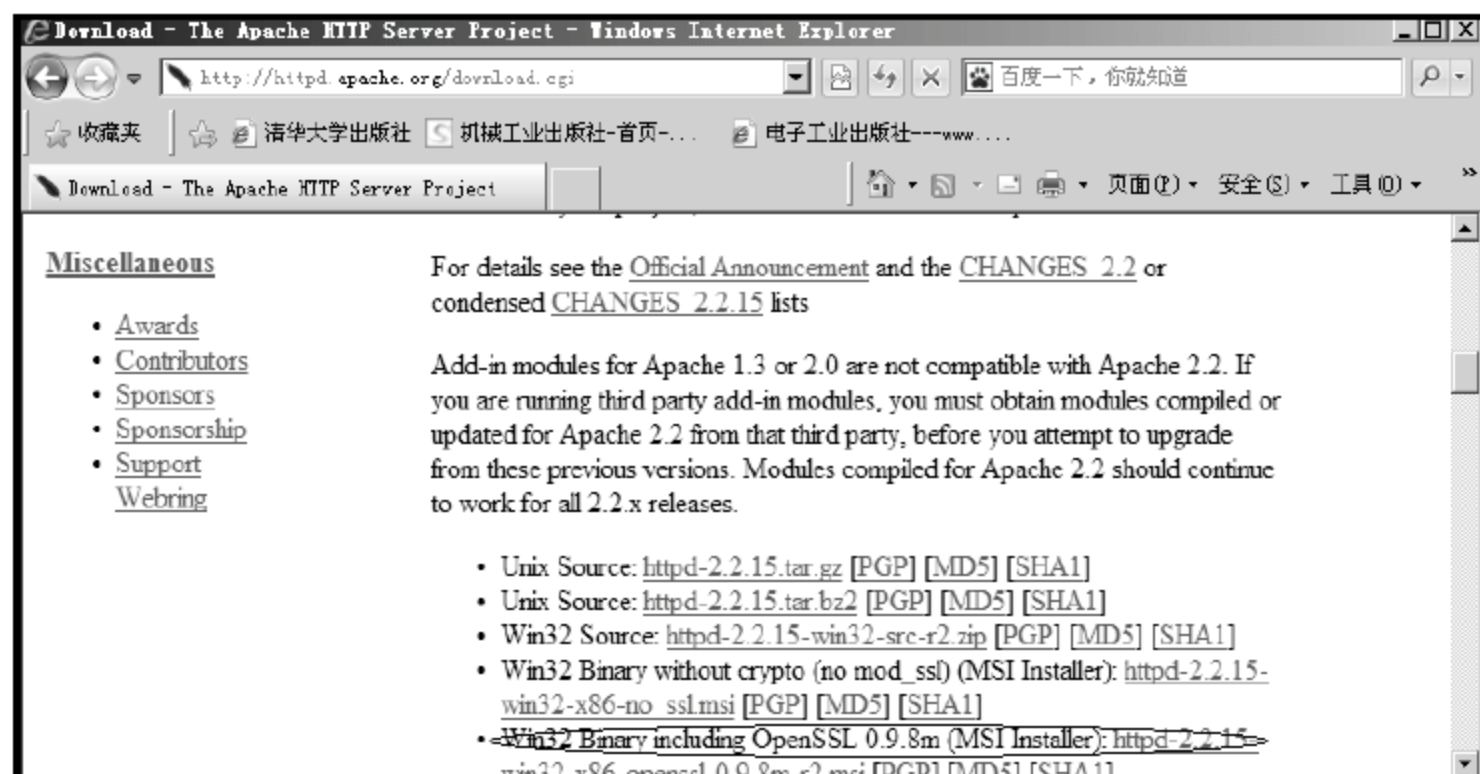 Download - The Apache HTTP Server Project - Windows Internet Explorer
http://httpd.apache.org/download.cgi
百度一下，你就知道
收藏夹 清华大学出版社 机械工业出版社-首页-... 电子工业出版社---www....
Download - The Apache HTTP Server Project
页面(P) 安全(S) 工具(O) »
Miscellaneous
• Awards
• Contributors
• Sponsors
• Sponsorship
• Support
Webring
For details see the Official Announcement and the CHANGES_2.2 or
condensed CHANGES_2.2.15 lists
Add-in modules for Apache 1.3 or 2.0 are not compatible with Apache 2.2. If
you are running third party add-in modules, you must obtain modules compiled or
updated for Apache 2.2 from that third party, before you attempt to upgrade
from these previous versions. Modules compiled for Apache 2.2 should continue
to work for all 2.2.x releases.
• Unix Source: httpd-2.2.15.tar.gz [PGP] [MD5] [SHA1]
• Unix Source: httpd-2.2.15.tar.bz2 [PGP] [MD5] [SHA1]
• Win32 Source: httpd-2.2.15-win32-src-r2.zip [PGP] [MD5] [SHA1]
• Win32 Binary without crypto (no mod_ssl) (MSI Installer): httpd-2.2.15-
win32-x86-no_ssl.msi [PGP] [MD5] [SHA1]
• Win32 Binary including OpenSSL 0.9.8m (MSI Installer): httpd-2.2.15-
win32-x86-openssl-0.9.8m-r2.msi [PGP] [MD5] [SHA1]